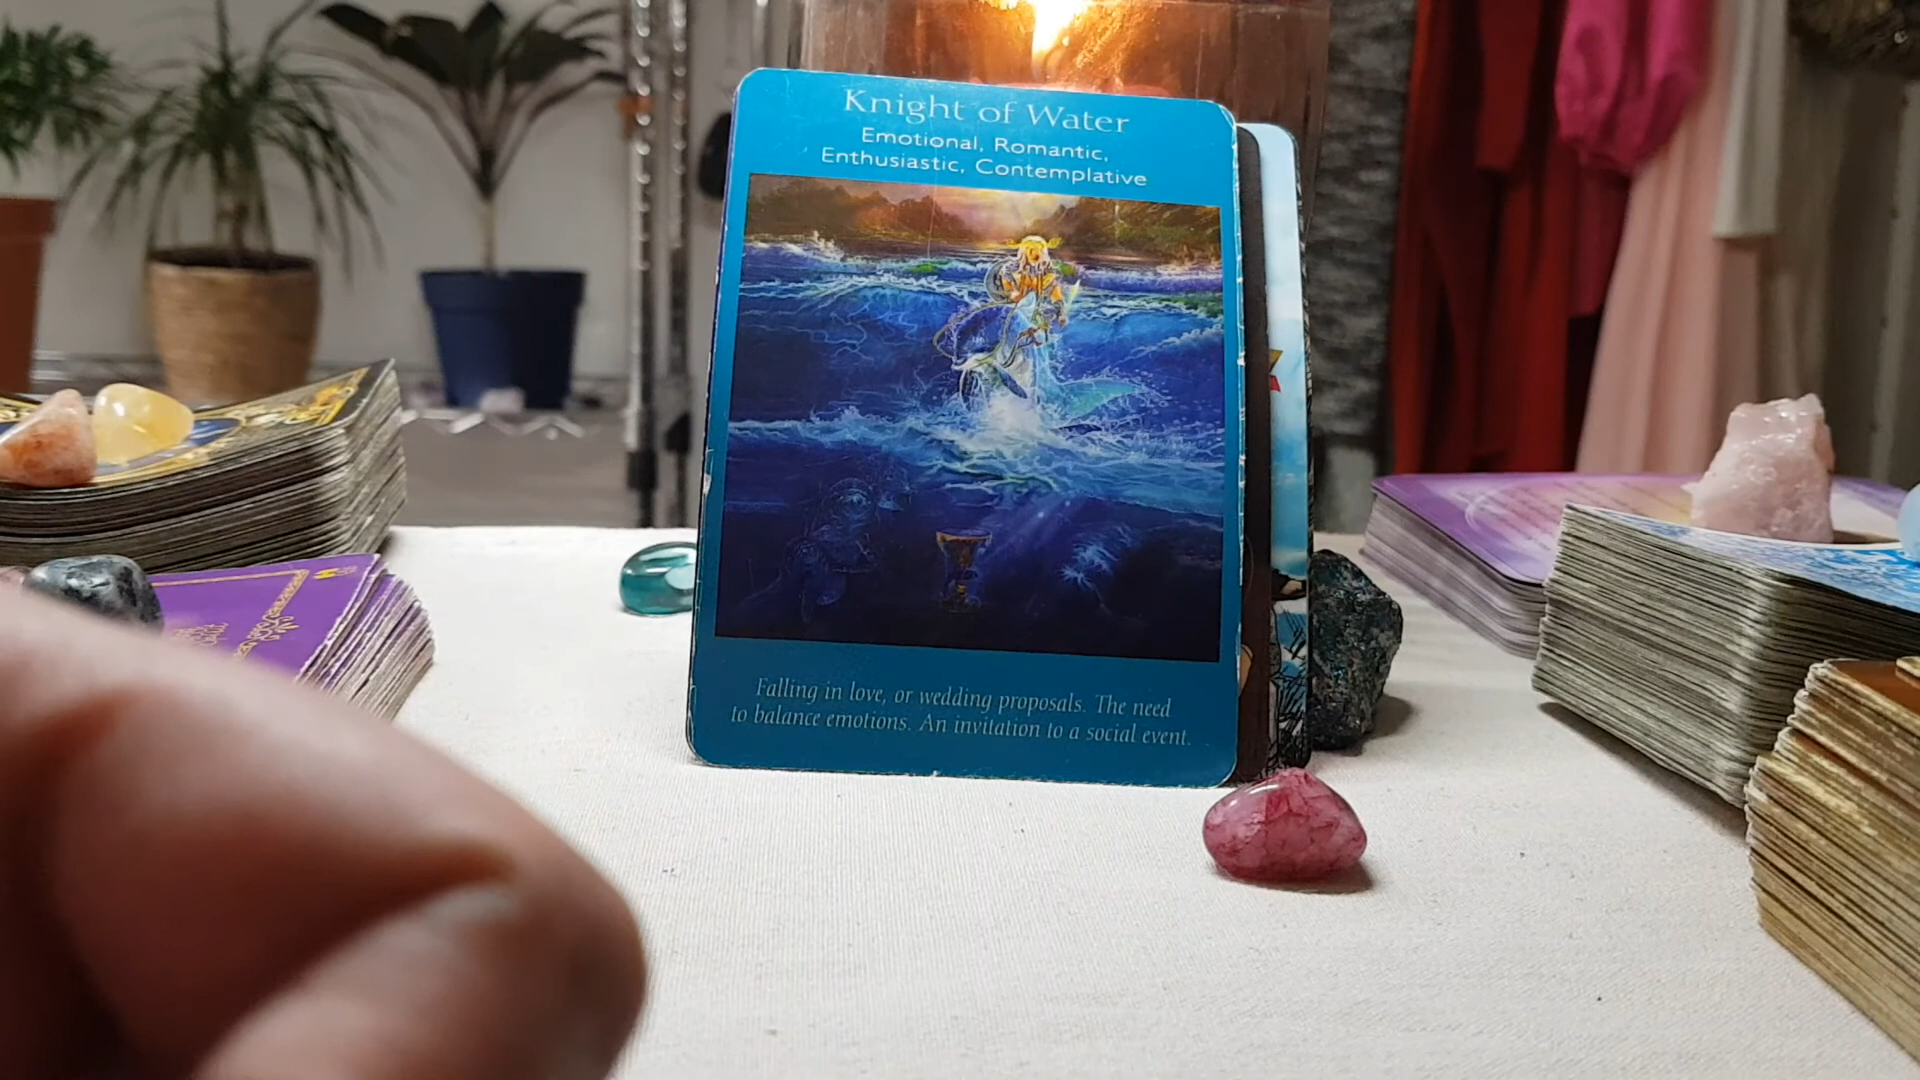 Knight of Water
Emotional, Romantic,
Enthusiastic, Contemplative
Falling in love, or wedding proposals. The need
to balance emotions. An invitation to a social event.